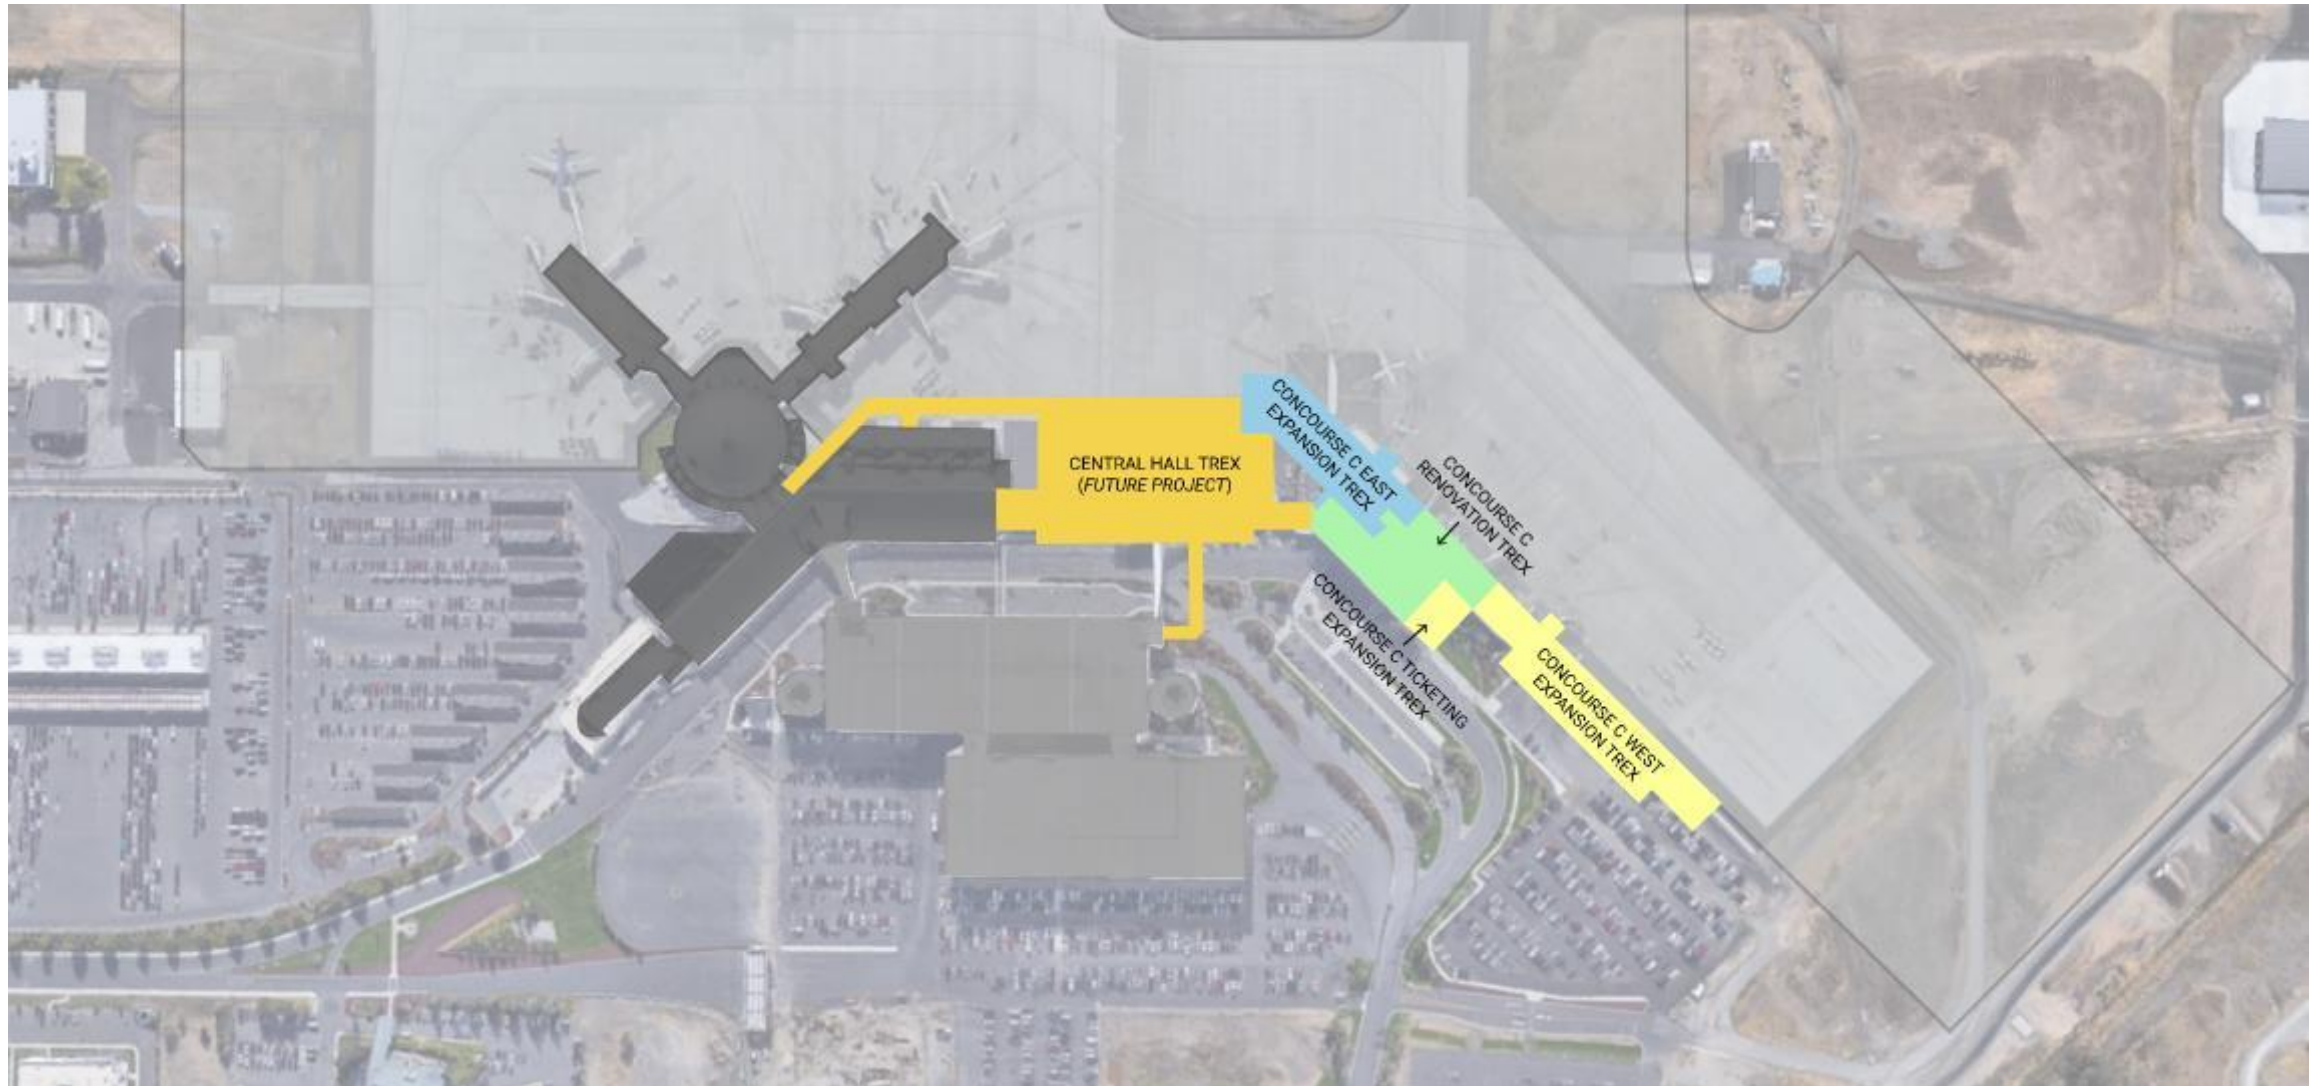 CENTRAL HALL TREX
(FUTURE PROJECT)
CONCOURSE C EAST
EXPANSION TREX
CONCOURSE C
RENOVATION TREX
CONCOURSE C TICKETING
EXPANSION TREX
CONCOURSE C WEST
EXPANSION TREX